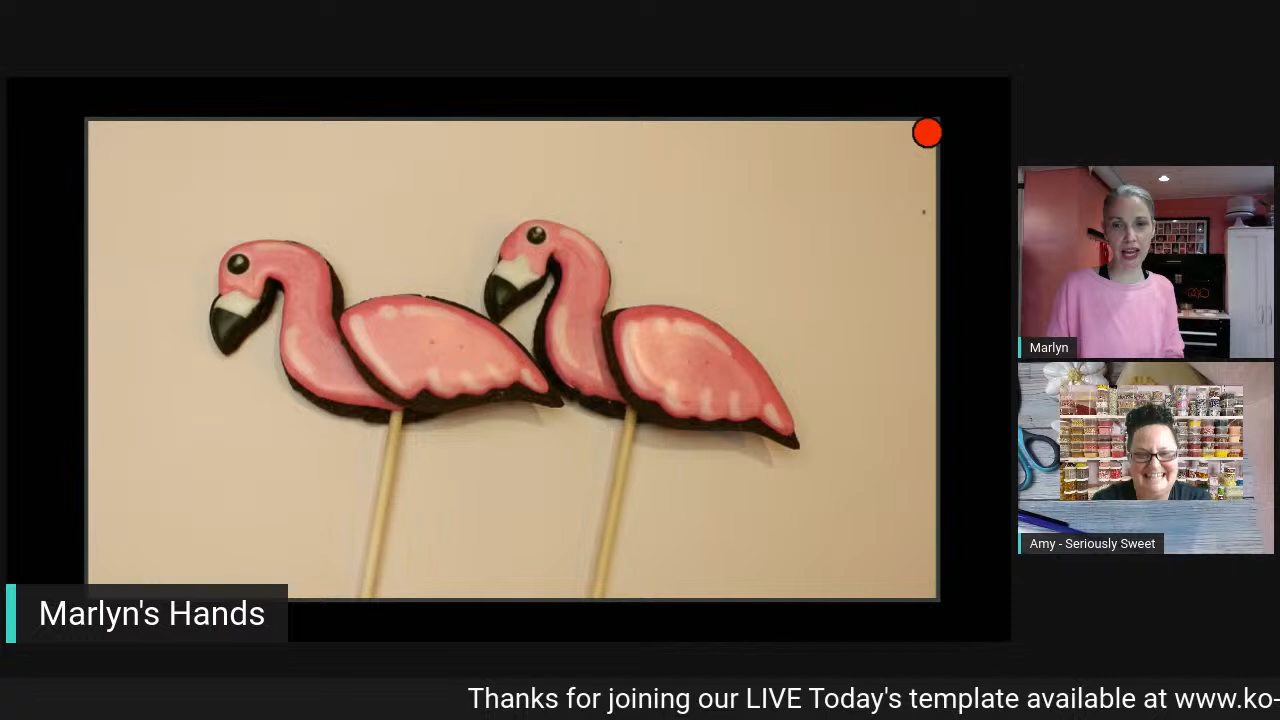 Marlyn
Amy - Seriously Sweet
Marlyn's Hands
Thanks for joining our LIVE Today's template available at www.ko-